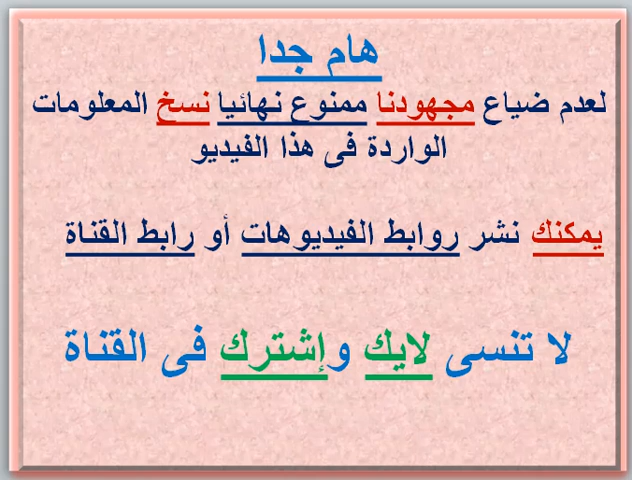 هام جدا
لعدم ضياع مجهودنا ممنوع نهائيا نسخ المعلومات
الواردة فى هذا الفيديو
يمكنك نشر روابط الفيديوهات أو رابط القناة
لا تنسى لايك وإشترك فى القناة